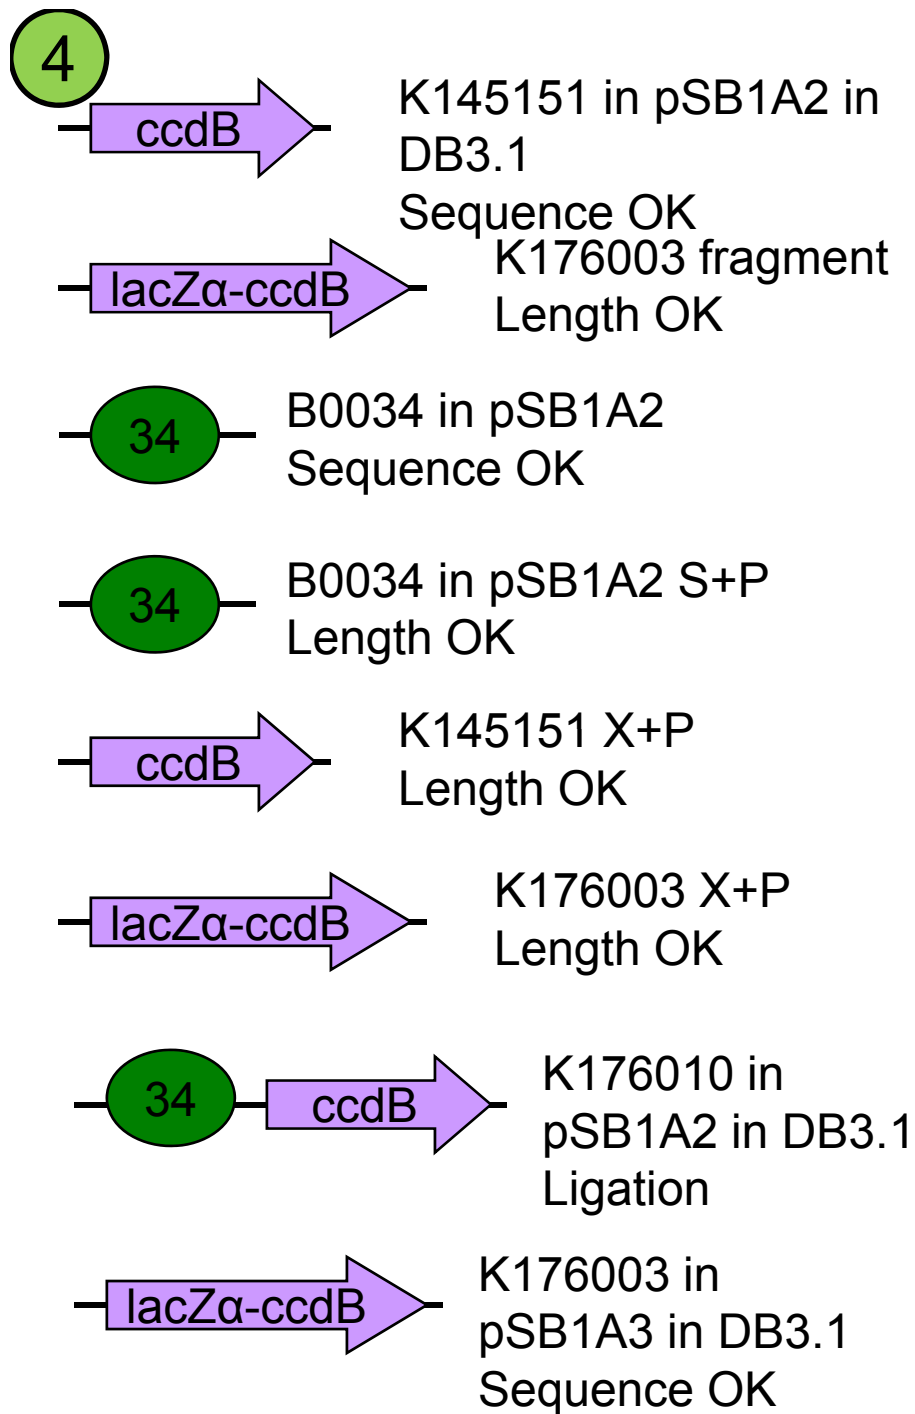 4
ccdB
K145151 in pSB1A2 in
DB3.1
Sequence OK
lacZα-ccdB
K176003 fragment
Length OK
34
B0034 in pSB1A2
Sequence OK
34
B0034 in pSB1A2 S+P
Length OK
ccdB
K145151 X+P
Length OK
lacZα-ccdB
K176003 X+P
Length OK
34
ccdB
K176010 in
pSB1A2 in DB3.1
Ligation
lacZα-ccdB
K176003 in
pSB1A3 in DB3.1
Sequence OK